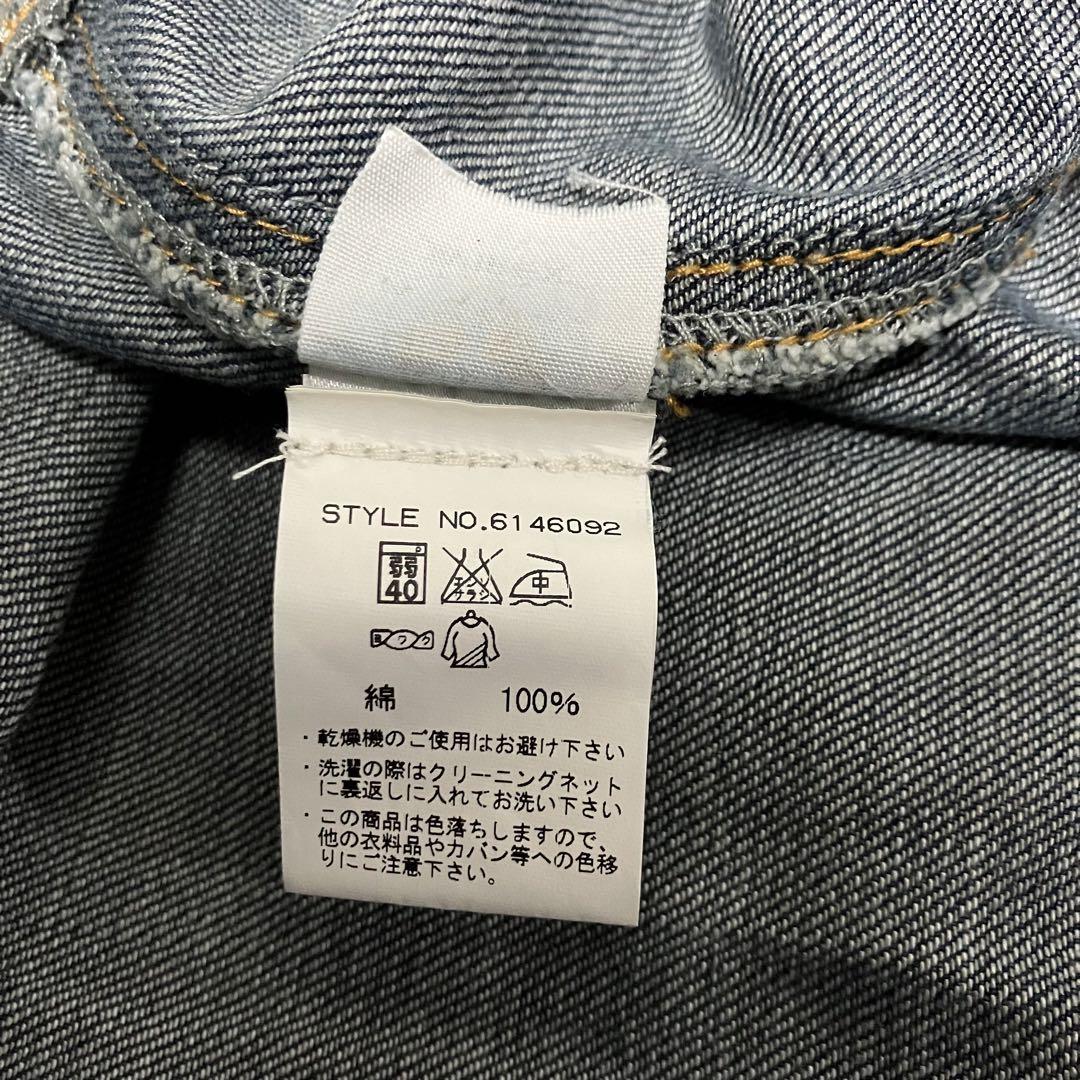 STYLE NO.6146092
弱
40
エンソ
サラシ
中
ヨワク
綿 100%
・乾燥機のご使用はお避け下さい
・洗濯の際はクリーニングネット
に裏返しに入れてお洗い下さい
・この商品は色落ちしますので、
他の衣料品やカバン等への色移
りにご注意下さい。